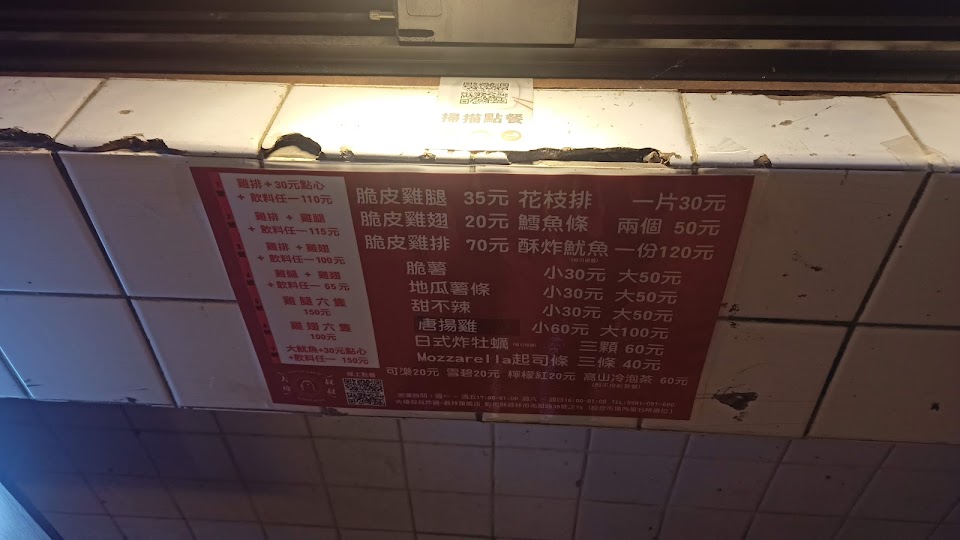 掃描點餐
雞排+30元點心
+飲料任一110元
雞排 + 雞腿
+飲料任一115元
雞排 + 雞翅
+飲料任一100元
雞腿 + 雞翅
+飲料任一 65元
雞腿六隻
150元
雞翅六隻
100元
大魷魚+30元點心
+飲料任一 150元
線上點餐
脆皮雞腿 35元 花枝排 一片30元
脆皮雞翅 20元 鱈魚條 兩個 50元
脆皮雞排 70元 酥炸魷魚 一份120元
脆薯 小30元 大50元
地瓜薯條 小30元 大50元
甜不辣 小30元 大50元
唐揚雞 小60元 大100元
日式炸牡蠣 三顆 60元
Mozzarella起司條 三條 40元
可樂20元 雪碧20元 檸檬紅20元 高山冷泡茶 60元